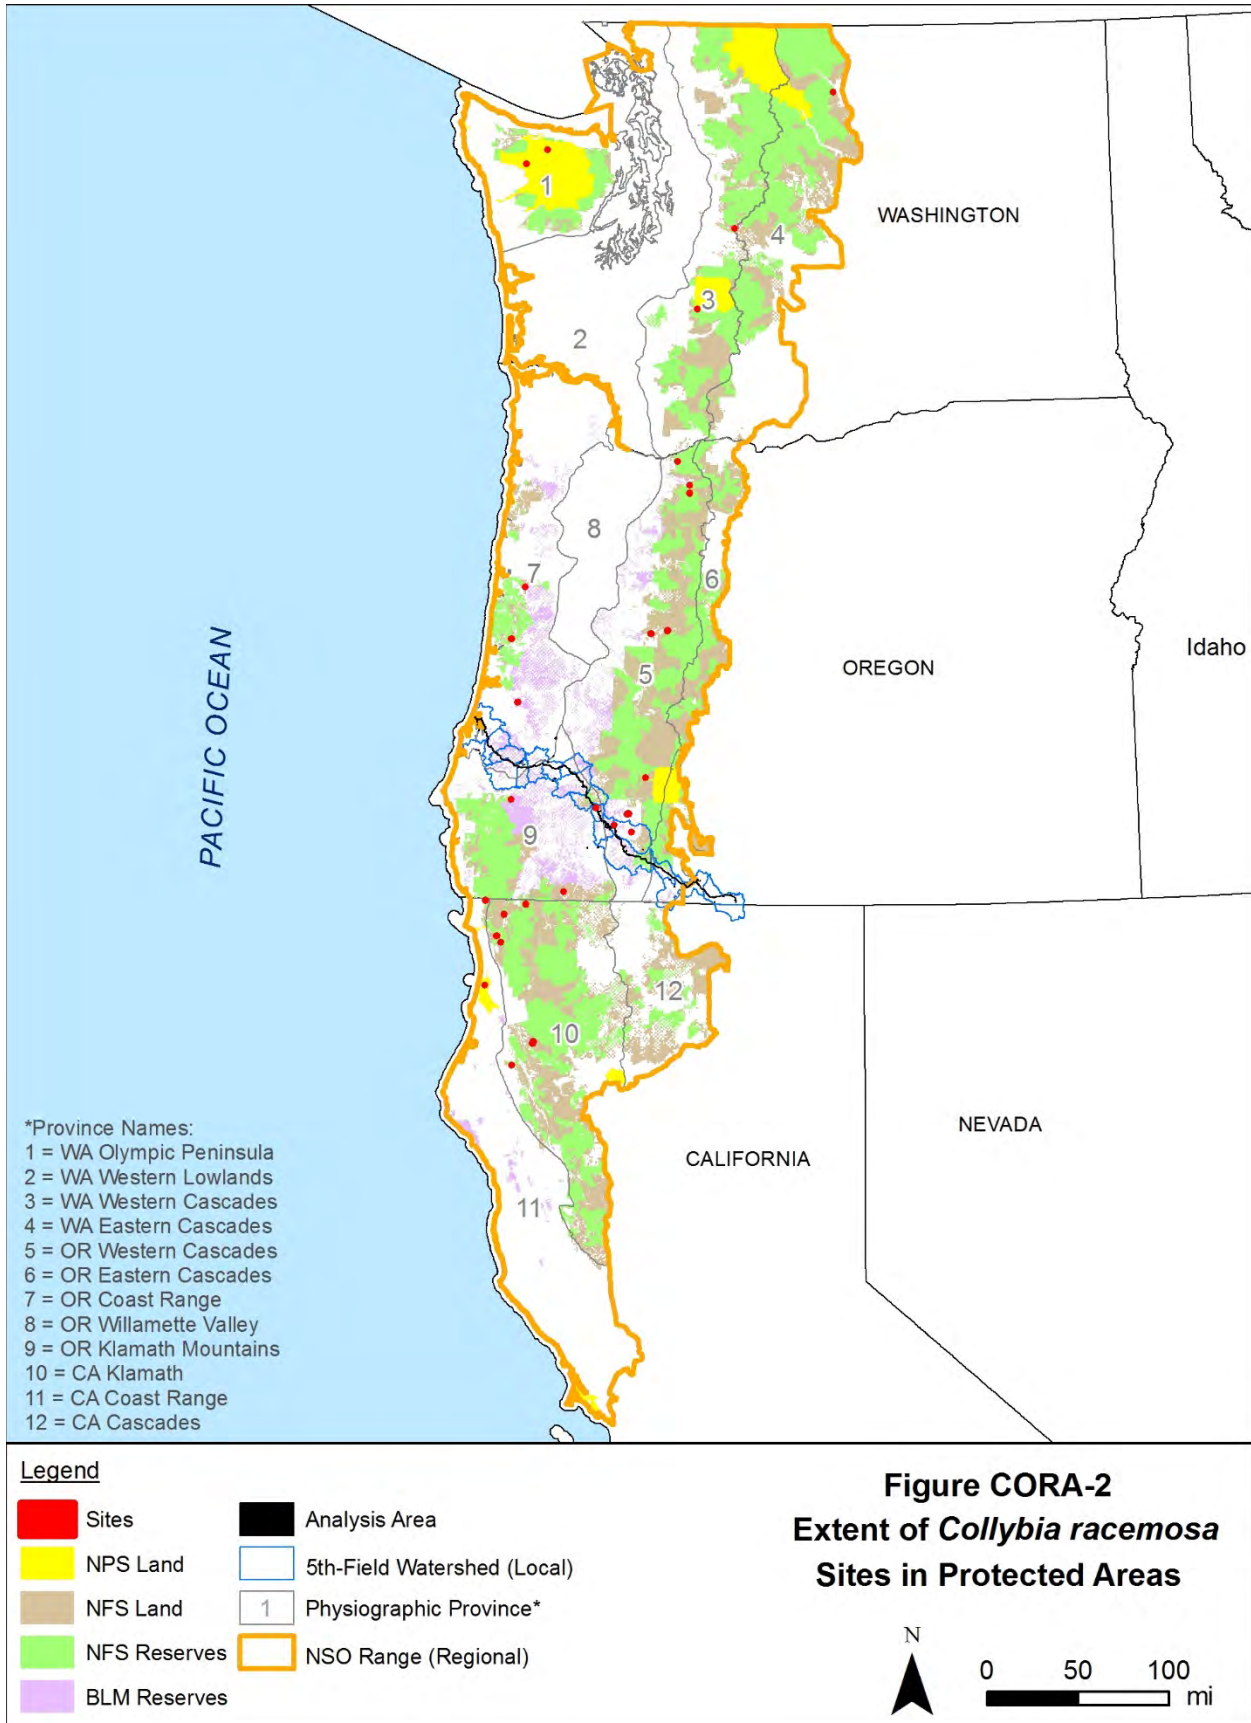 1
WASHINGTON
4
3
2
8
7
6
Idaho
5
OREGON
PACIFIC OCEAN
9
12
10
NEVADA
CALIFORNIA
11
*Province Names:
1 = WA Olympic Peninsula
2 = WA Western Lowlands
3 = WA Western Cascades
4 = WA Eastern Cascades
5 = OR Western Cascades
6 = OR Eastern Cascades
7 = OR Coast Range
8 = OR Willamette Valley
9 = OR Klamath Mountains
10 = CA Klamath
11 = CA Coast Range
12 = CA Cascades
Legend
Sites
NPS Land
NFS Land
NFS Reserves
BLM Reserves
Analysis Area
5th-Field Watershed (Local)
1 Physiographic Province*
NSO Range (Regional)
Figure CORA-2
Extent of Collybia racemosa
Sites in Protected Areas
N
0 50 100
mi